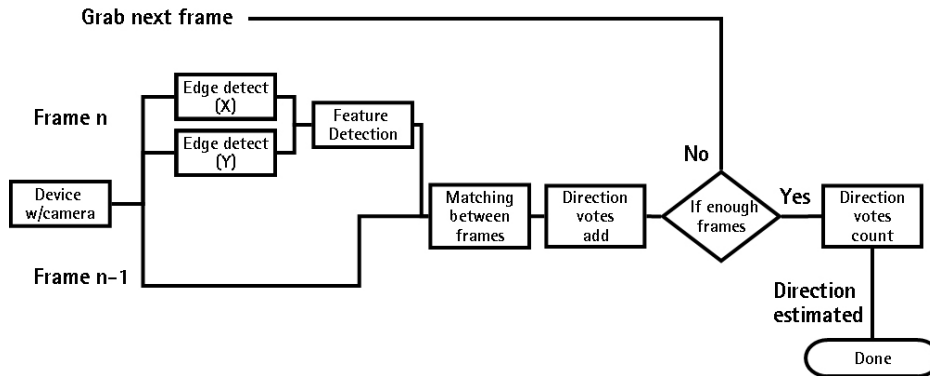 Grab next frame
Edge detect
(X)
Frame n
Feature
Detection
Edge detect
(Y)
No
Device
w/camera
Matching
between
frames
Direction
votes
add
If enough
frames
Yes
Direction
votes
count
Frame n-1
Direction
estimated
Done